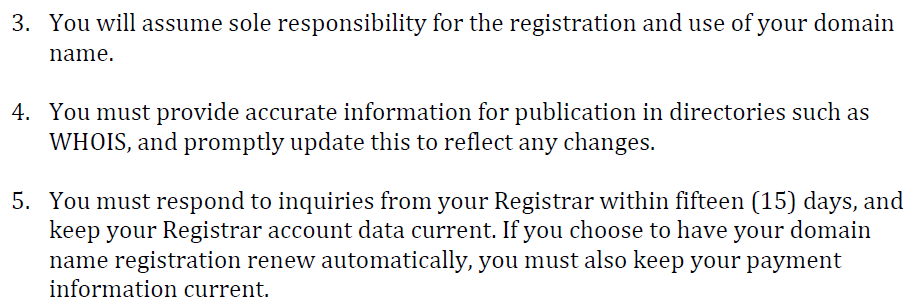 3. You will assume sole responsibility for the registration and use of your domain
name.
4. You must provide accurate information for publication in directories such as
WHOIS, and promptly update this to reflect any changes.
5. You must respond to inquiries from your Registrar within fifteen (15) days, and
keep your Registrar account data current. If you choose to have your domain
name registration renew automatically, you must also keep your payment
information current.